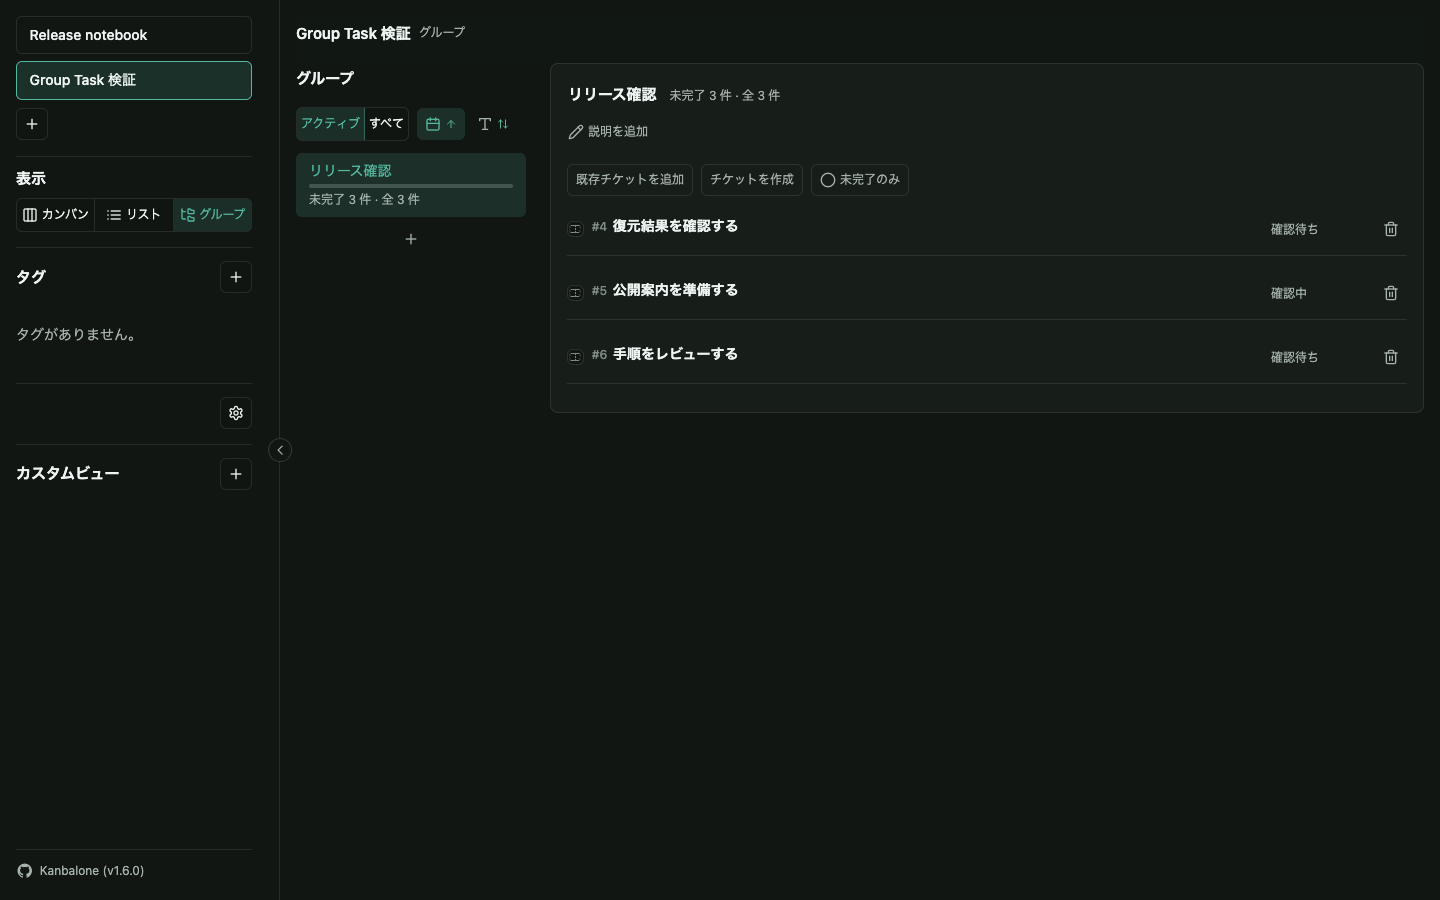 Release notebook
Group Task 検証
表示
カンバン
リスト
グループ
タグ
タグがありません。
カスタムビュー
Kanbalone (v1.6.0)
Group Task 検証 グループ
グループ
アクティブ すべて
リリース確認
未完了 3 件 · 全 3 件
リリース確認 未完了 3 件 · 全 3 件
説明を追加
既存チケットを追加 チケットを作成 未完了のみ
#4 復元結果を確認する 確認待ち
#5 公開案内を準備する 確認中
#6 手順をレビューする 確認待ち